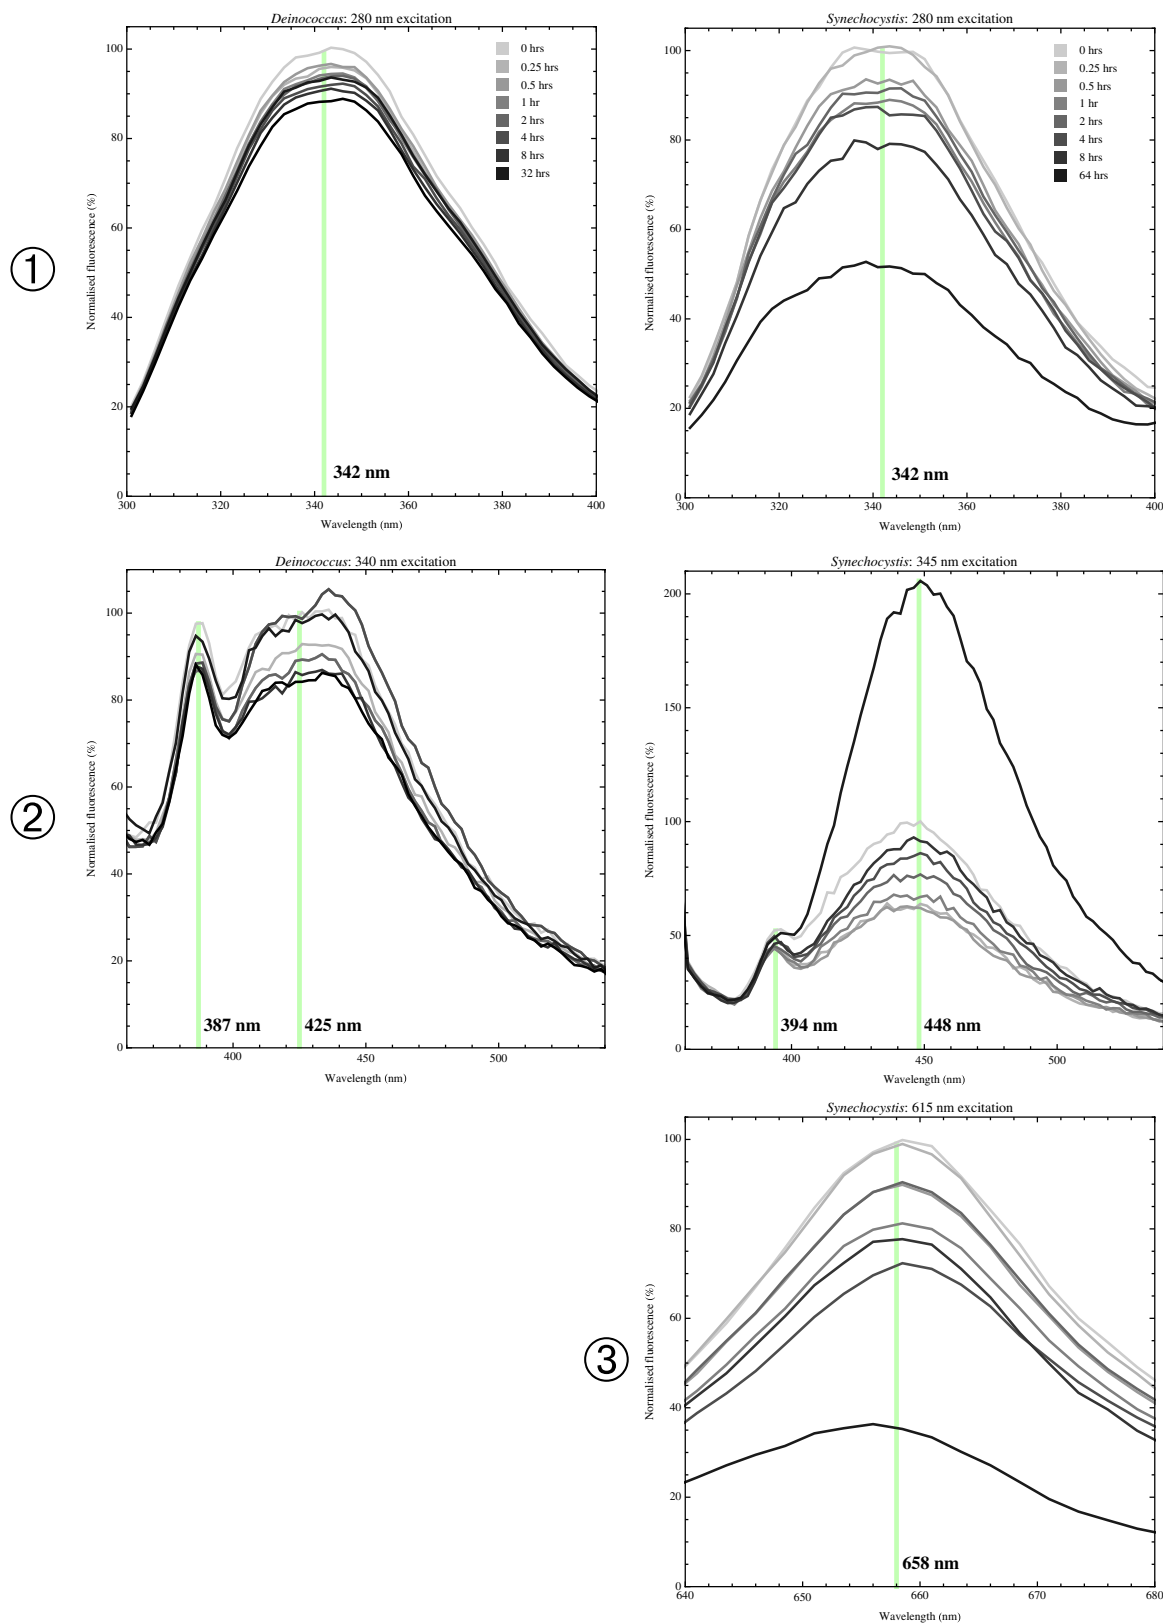 Deinococcus: 280 nm excitation
100
80
60
40
20
0
Normalised fluorescence (%)
0 hrs
0.25 hrs
0.5 hrs
1 hr
2 hrs
4 hrs
8 hrs
32 hrs
342 nm
300 320 340 360 380 400
Wavelength (nm)
Synechocystis: 280 nm excitation
100
80
60
40
20
0
Normalised fluorescence (%)
0 hrs
0.25 hrs
0.5 hrs
1 hr
2 hrs
4 hrs
8 hrs
64 hrs
342 nm
300 320 340 360 380 400
Wavelength (nm)
1
Deinococcus: 340 nm excitation
100
80
60
40
20
0
Normalised fluorescence (%)
387 nm 425 nm
400 450 500
Wavelength (nm)
Synechocystis: 345 nm excitation
200
150
100
50
0
Normalised fluorescence (%)
394 nm 448 nm
400 450 500
Wavelength (nm)
2
Synechocystis: 615 nm excitation
100
80
60
40
20
0
Normalised fluorescence (%)
658 nm
640 650 660 670 680
Wavelength (nm)
3